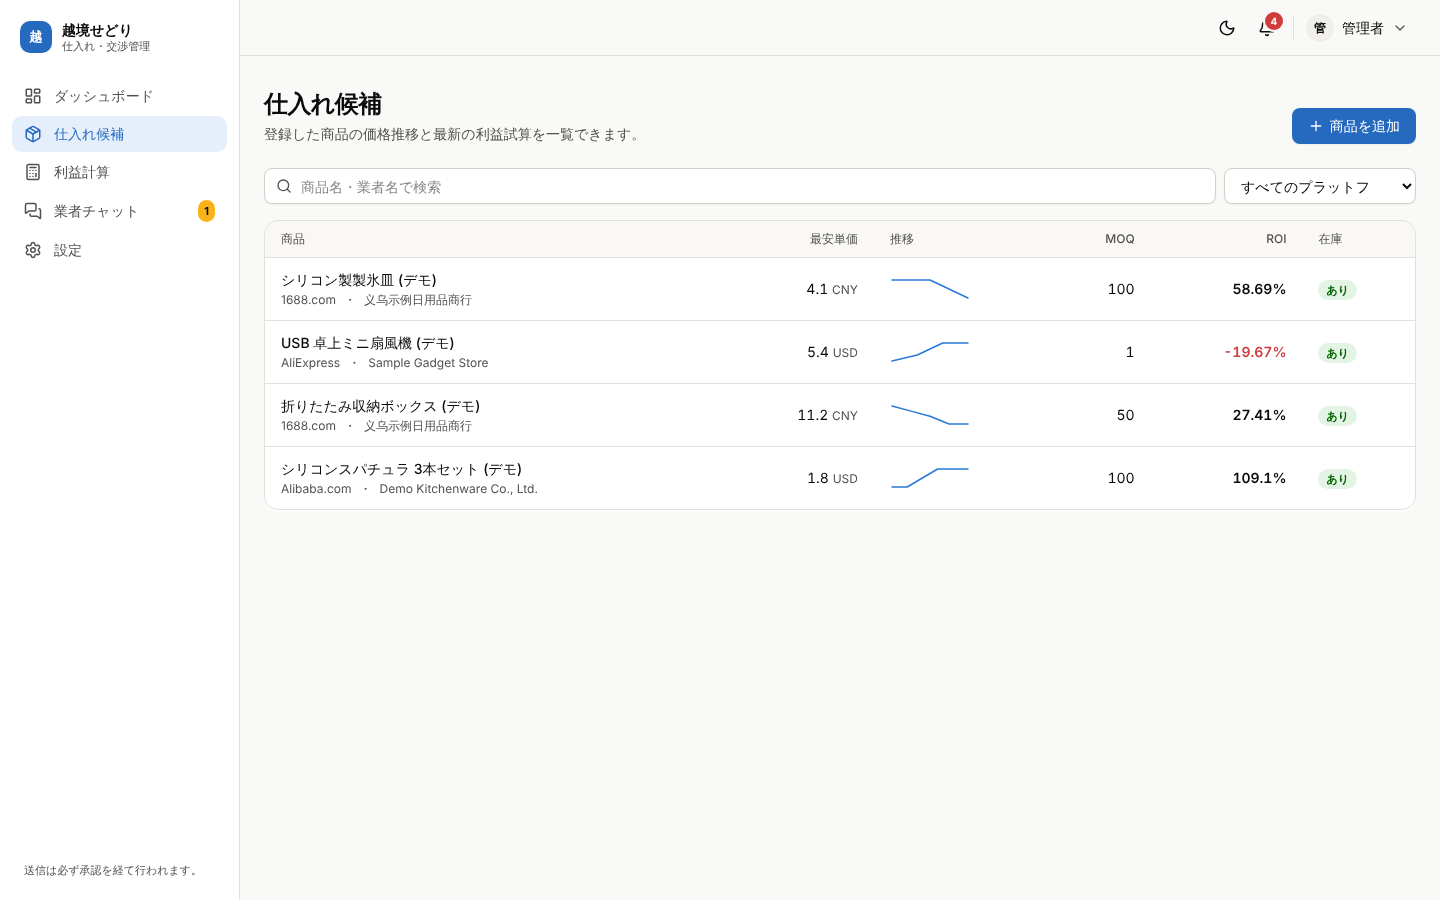 越
越境せどり
仕入れ・交渉管理
4
管
管理者
ダッシュボード
仕入れ候補
利益計算
業者チャット
1
設定
送信は必ず承認を経て行われます。
仕入れ候補
登録した商品の価格推移と最新の利益試算を一覧できます。
商品を追加
商品名・業者名で検索
すべてのプラットフ
商品 最安単価 推移 MOQ ROI 在庫
シリコン製製氷皿 (デモ)
1688.com ・ 义乌示例日用品商行
4.1 CNY 100 58.69% あり
USB 卓上ミニ扇風機 (デモ)
AliExpress ・ Sample Gadget Store
5.4 USD 1 -19.67% あり
折りたたみ収納ボックス (デモ)
1688.com ・ 义乌示例日用品商行
11.2 CNY 50 27.41% あり
シリコンスパチュラ 3本セット (デモ)
Alibaba.com ・ Demo Kitchenware Co., Ltd.
1.8 USD 100 109.1% あり